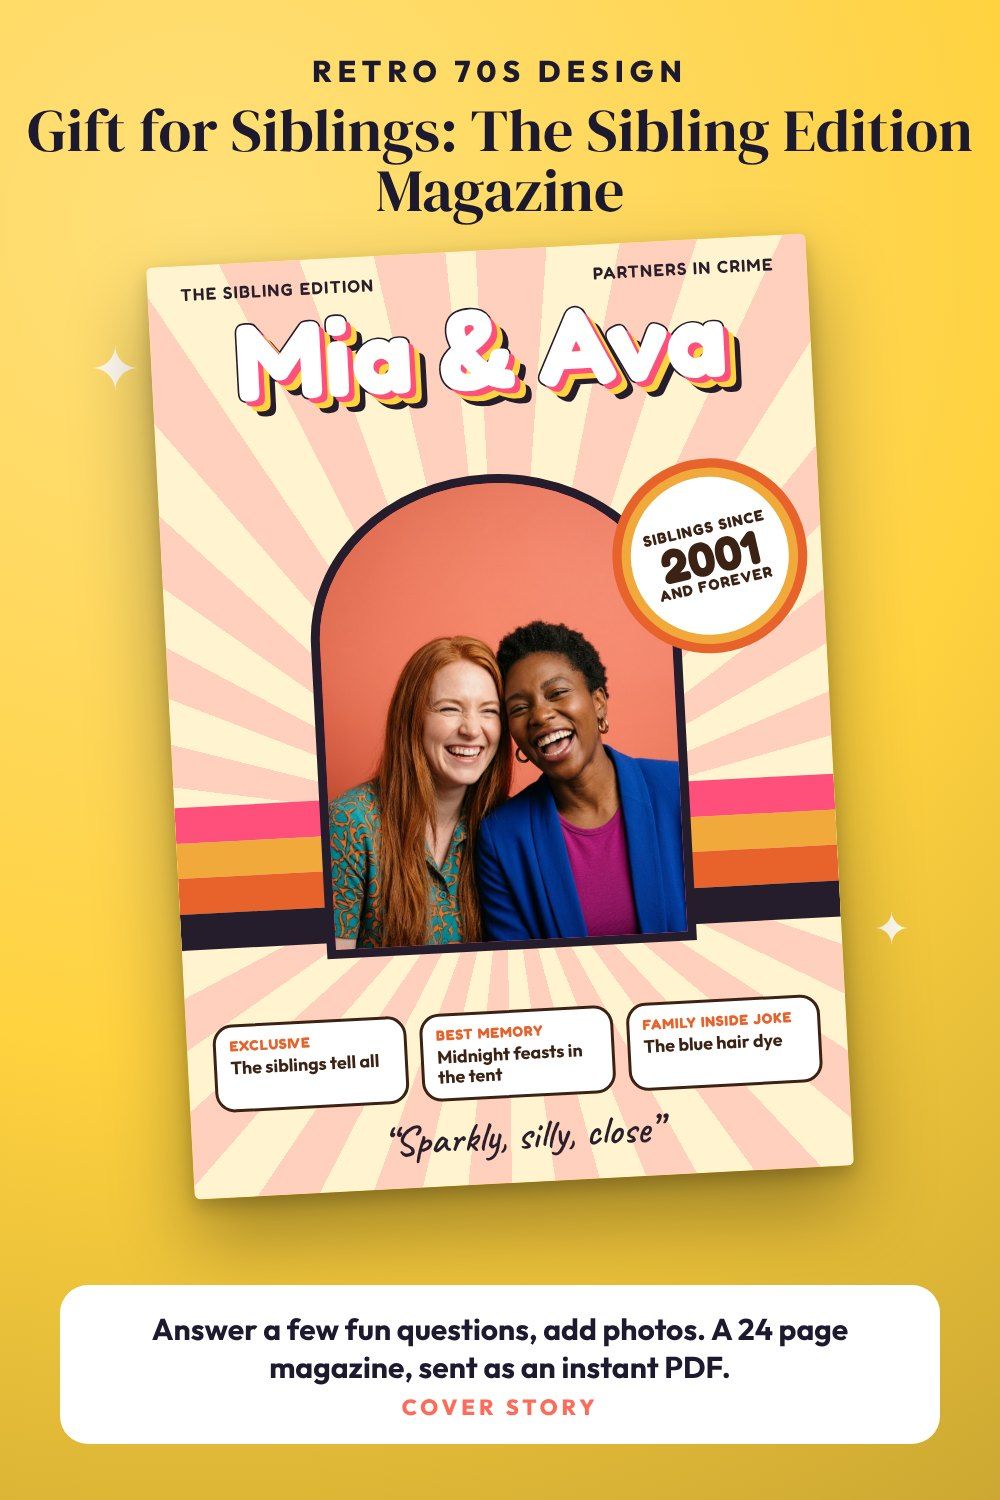 RETRO 70S DESIGN
Gift for Siblings: The Sibling Edition
Magazine
THE SIBLING EDITION
PARTNERS IN CRIME
Mia & Ava
SIBLINGS SINCE
2001
AND FOREVER
EXCLUSIVE
The siblings tell all
BEST MEMORY
Midnight feasts in
the tent
FAMILY INSIDE JOKE
The blue hair dye
“Sparkly, silly, close”
Answer a few fun questions, add photos. A 24 page
magazine, sent as an instant PDF.
COVER STORY